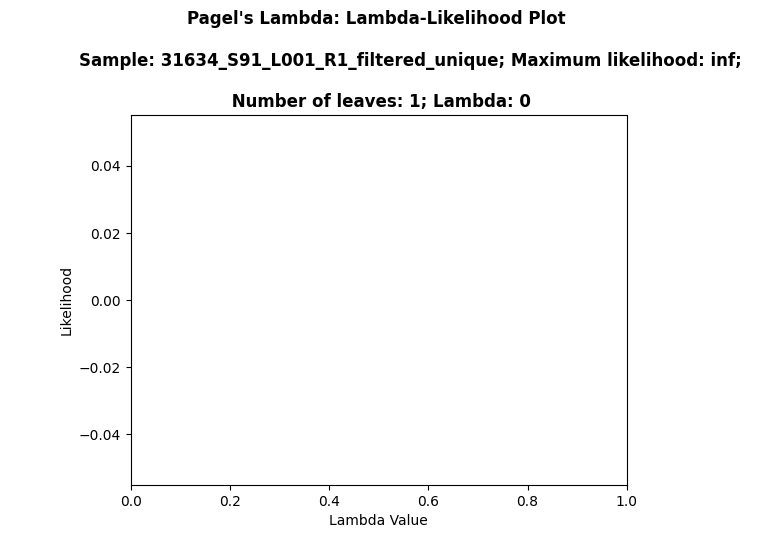 Pagel's Lambda: Lambda-Likelihood Plot
Sample: 31634_S91_L001_R1_filtered_unique; Maximum likelihood: inf;
Number of leaves: 1; Lambda: 0
0.04
0.02
0.00
−0.02
−0.04
Likelihood
0.0 0.2 0.4 0.6 0.8 1.0
Lambda Value